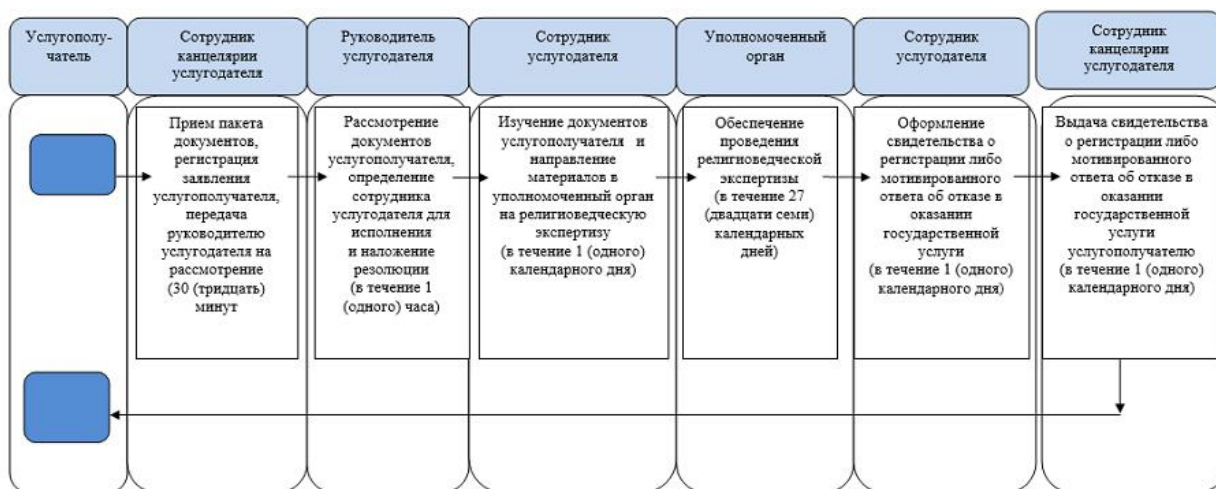 Услугополу-
чатель
Сотрудник
канцелярии
услугодателя
Руководитель
услугодателя
Сотрудник
услугодателя
Уполномоченный
орган
Сотрудник
услугодателя
Сотрудник
канцелярии
услугодателя
Прием пакета
документов,
регистрация
заявления
услугополучателя,
передача
руководителю
услугодателя на
рассмотрение
(30 (тридцать)
минут
Рассмотрение
документов
услугополучателя,
определение
сотрудника
услугодателя для
исполнения
и наложение
резолюции
(в течение 1
(одного) часа)
Изучение документов
услугополучателя и
направление
материалов в
уполномоченный орган
на религиоведческую
экспертизу
(в течение 1 (одного)
календарного дня)
Обеспечение
проведения
религиоведческой
экспертизы
(в течение 27
(двадцати семи)
календарных
дней)
Оформление
свидетельства о
регистрации либо
мотивированного
ответа об отказе в
оказании
государственной
услуги
(в течение 1 (одного)
календарного дня)
Выдача свидетельства
о регистрации либо
мотивированного
ответа об отказе в
оказании
государственной
услуги
услугополучателю
(в течение 1 (одного)
календарного дня)